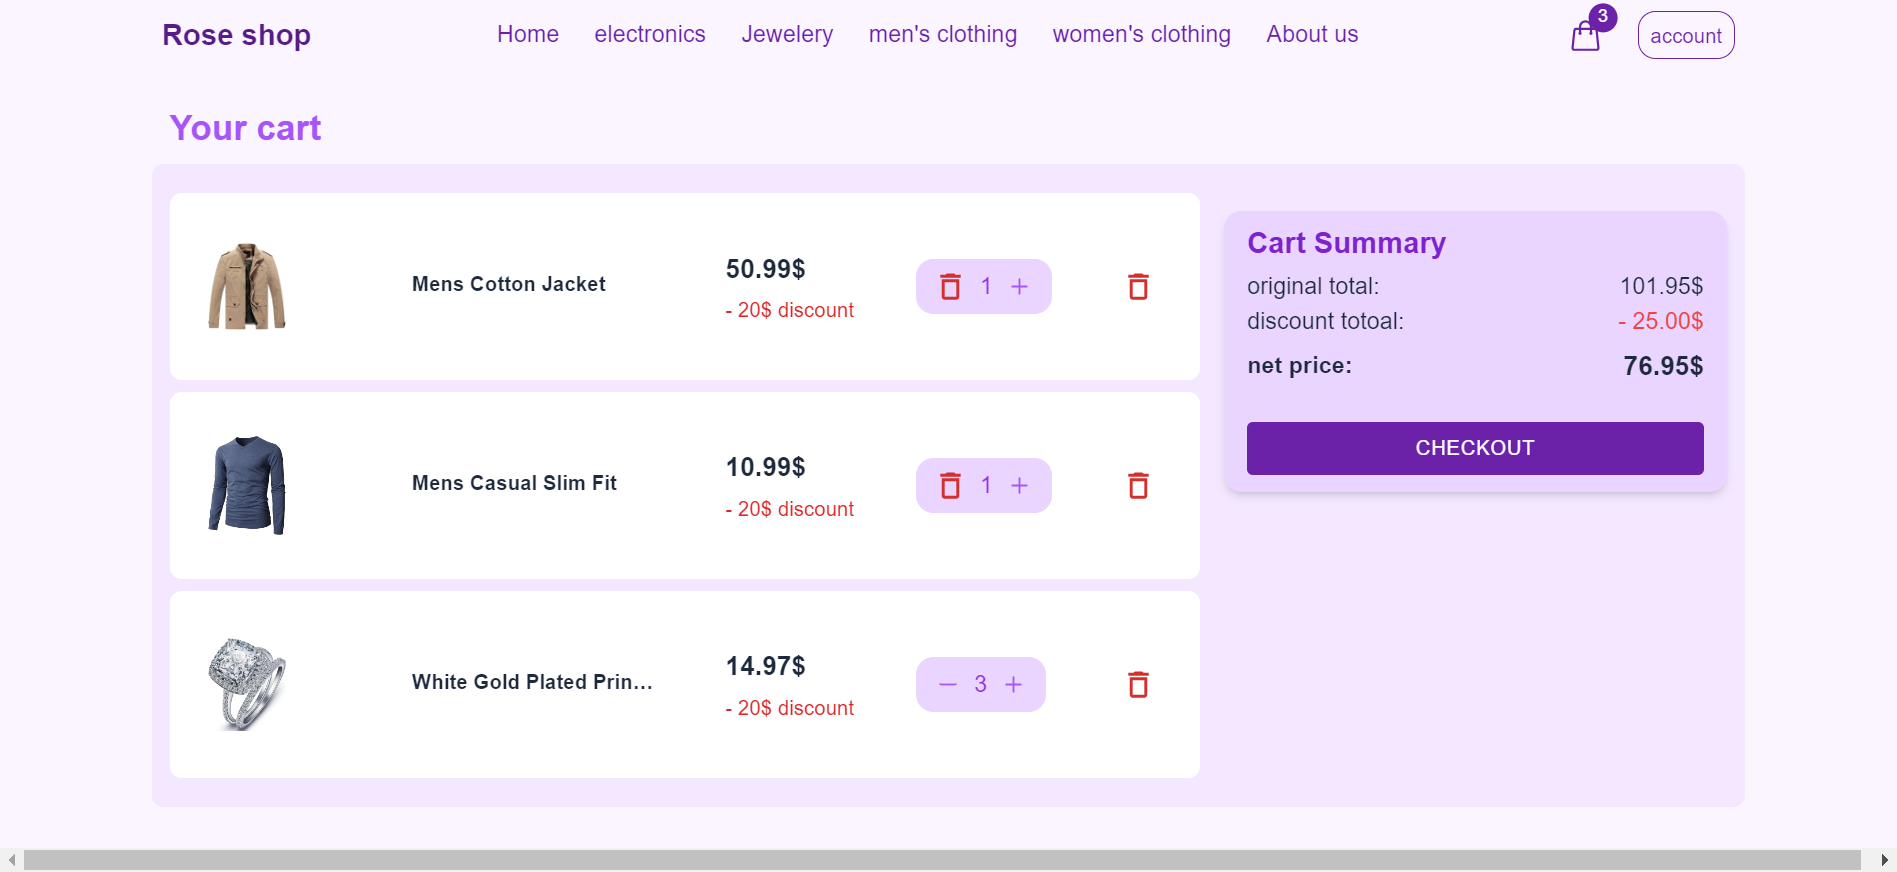 Rose shop
Home electronics Jewelery men's clothing women's clothing About us
3
account
Your cart
Mens Cotton Jacket
50.99$
- 20$ discount
1
Mens Casual Slim Fit
10.99$
- 20$ discount
1
White Gold Plated Prin...
14.97$
- 20$ discount
3
Cart Summary
original total: 101.95$
discount totoal: - 25.00$
net price: 76.95$
CHECKOUT